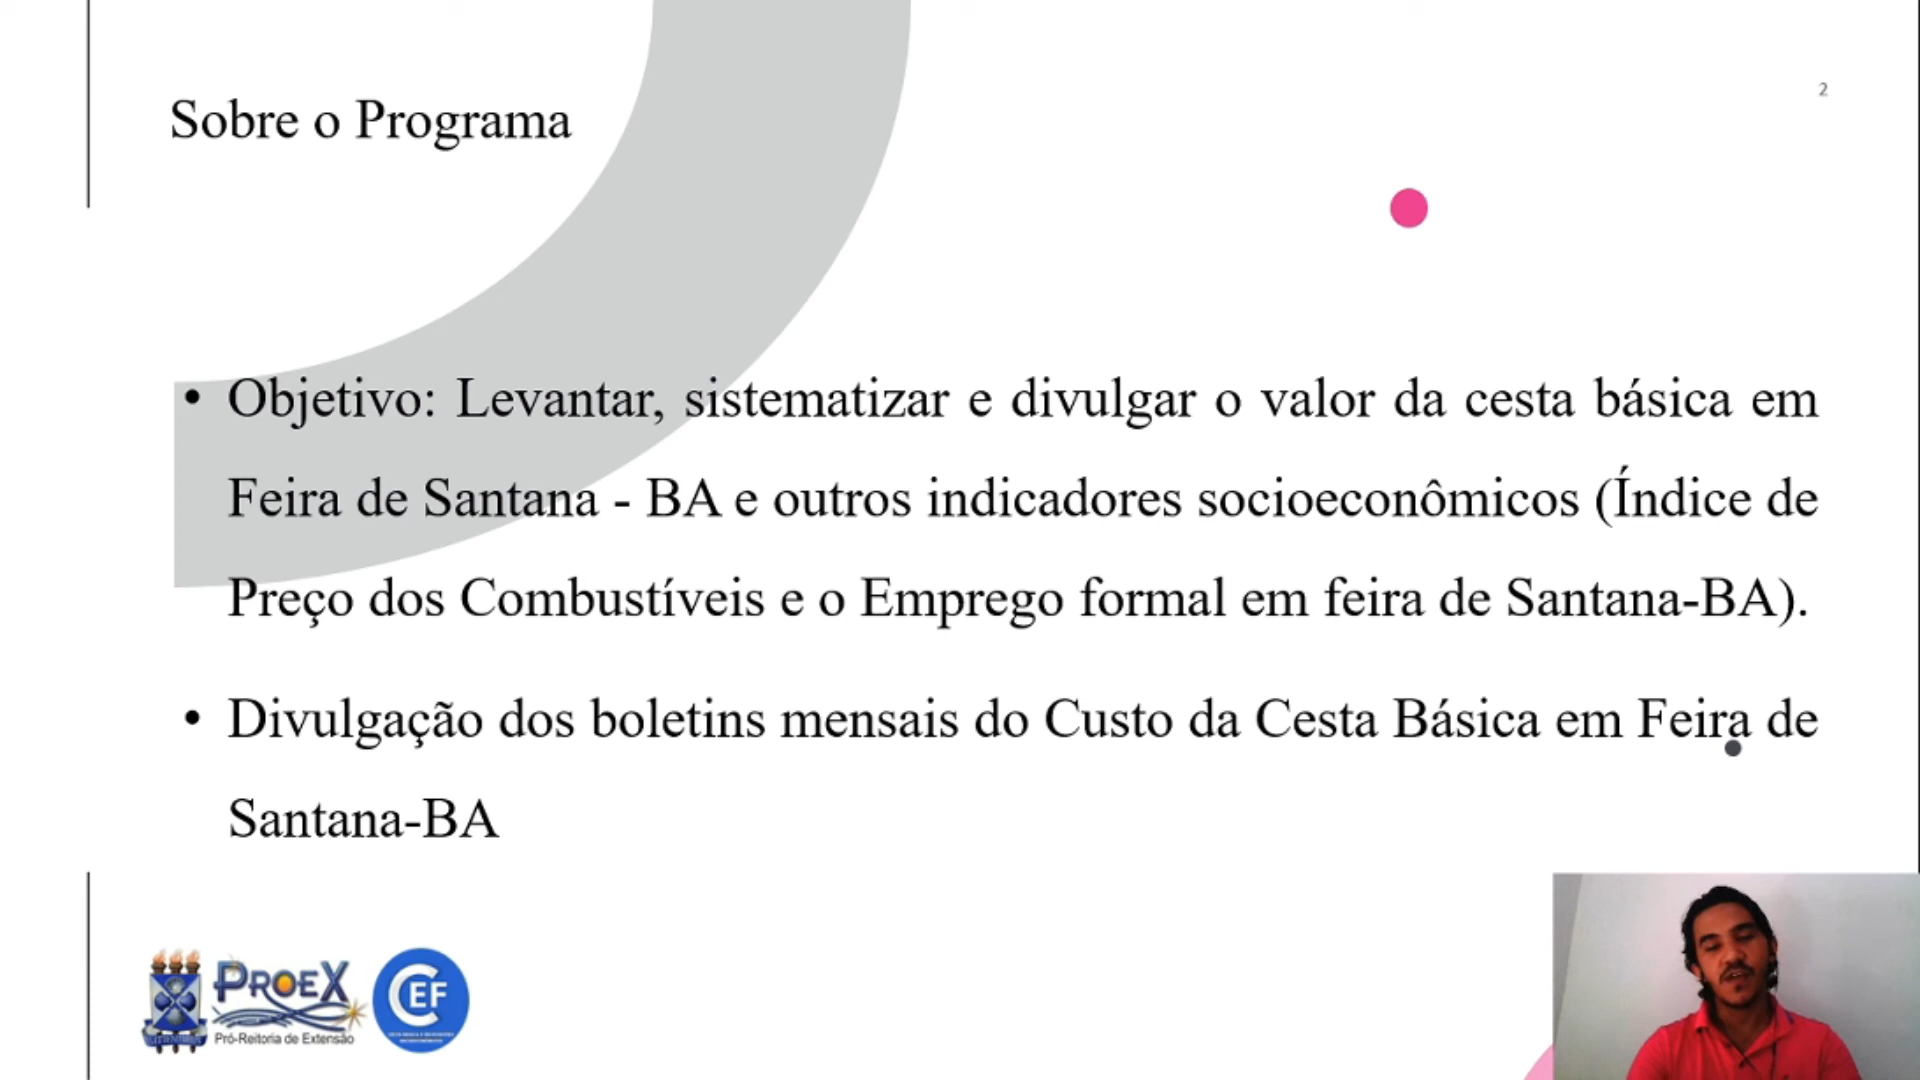 2
Sobre o Programa
• Objetivo: Levantar, sistematizar e divulgar o valor da cesta básica em
Feira de Santana - BA e outros indicadores socioeconômicos (Índice de
Preço dos Combustíveis e o Emprego formal em feira de Santana-BA).
• Divulgação dos boletins mensais do Custo da Cesta Básica em Feira de
Santana-BA
PROEX
Pró-Reitoria de Extensão
CEF